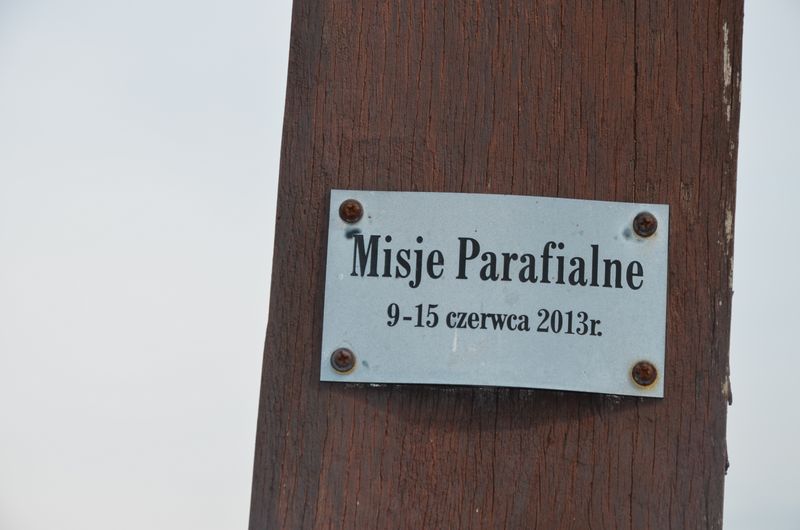 Misje Parafialne
9-15 czerwca 2013r.